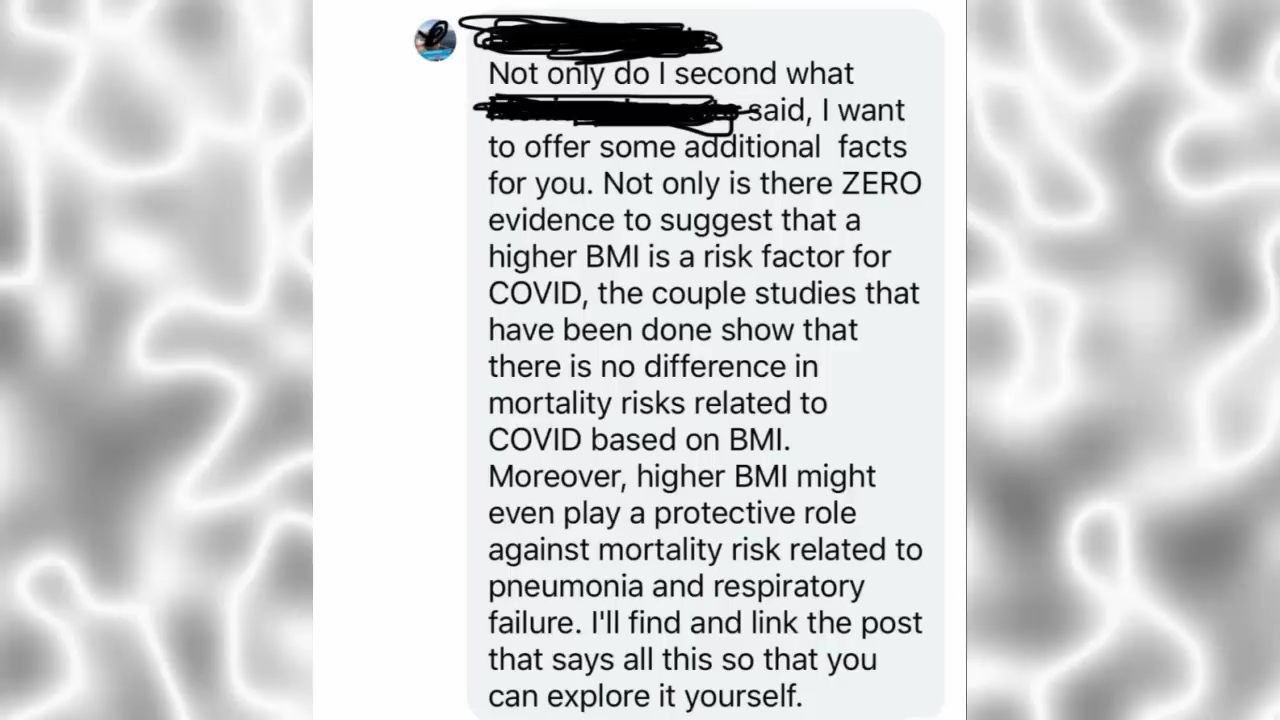 Not only do I second what
said, I want
to offer some additional facts
for you. Not only is there ZERO
evidence to suggest that a
higher BMI is a risk factor for
COVID, the couple studies that
have been done show that
there is no difference in
mortality risks related to
COVID based on BMI.
Moreover, higher BMI might
even play a protective role
against mortality risk related to
pneumonia and respiratory
failure. I'll find and link the post
that says all this so that you
can explore it yourself.